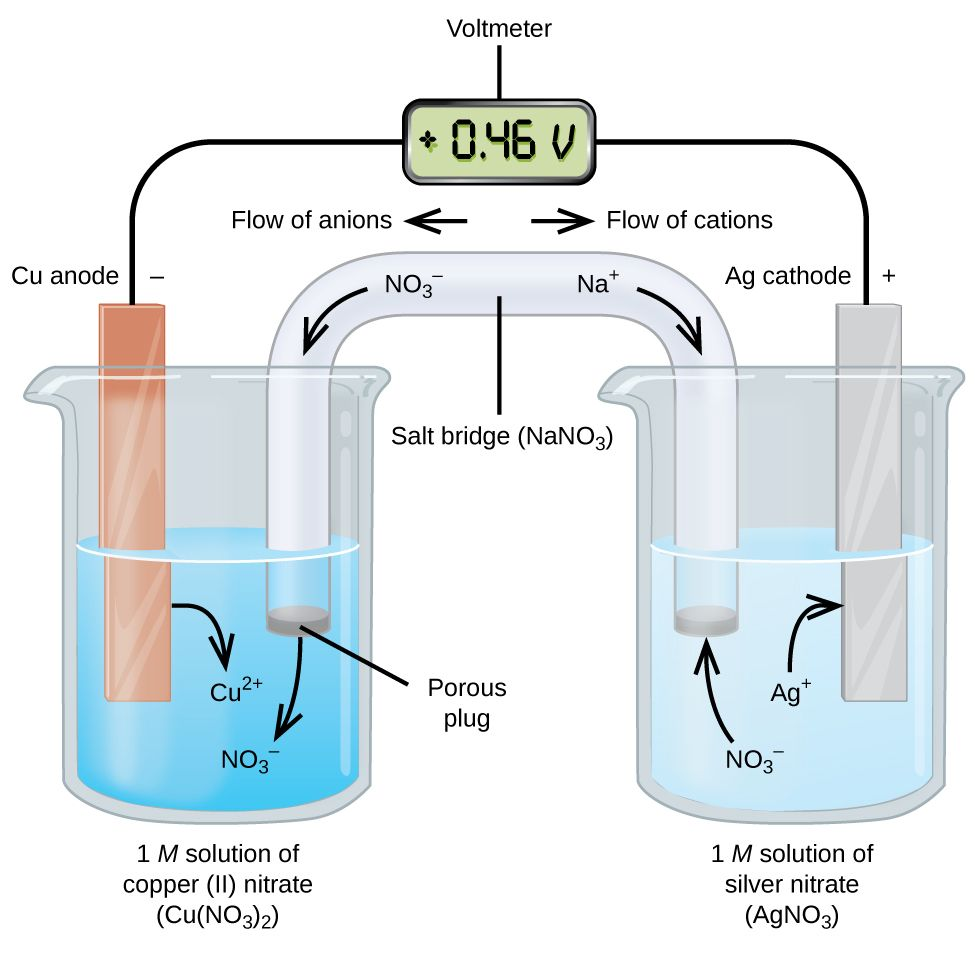 Voltmeter
+ 0.46 V
Flow of anions
Flow of cations
Cu anode
–
NO₃⁻
Na⁺
Ag cathode
+
Salt bridge (NaNO₃)
Cu²⁺
Porous
plug
NO₃⁻
Ag⁺
NO₃⁻
1 M solution of
copper (II) nitrate
(Cu(NO₃)₂)
1 M solution of
silver nitrate
(AgNO₃)